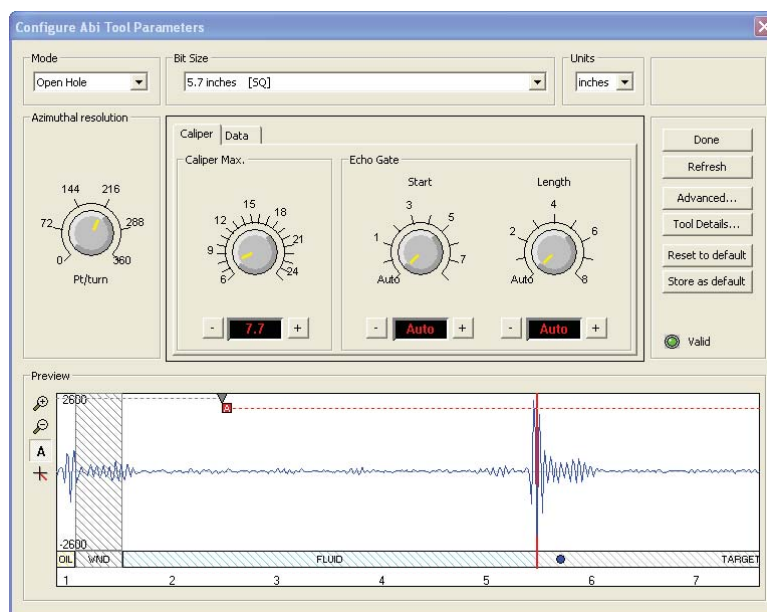 Configure Abi Tool Parameters
Mode
Open Hole
Bit Size
5.7 inches [SQ]
Units
inches
Azimuthal resolution
0
72
144
216
288
360
Pt/turn
Caliper
Data
Caliper Max.
6
9
12
15
18
21
24
- 7.7 +
Echo Gate
Start
Auto
1
3
5
7
- Auto +
Length
Auto
2
4
6
8
- Auto +
Done
Refresh
Advanced...
Tool Details...
Reset to default
Store as default
Valid
Preview
A
2600
-2600
A
OIL WND FLUID TARGET
1 2 3 4 5 6 7